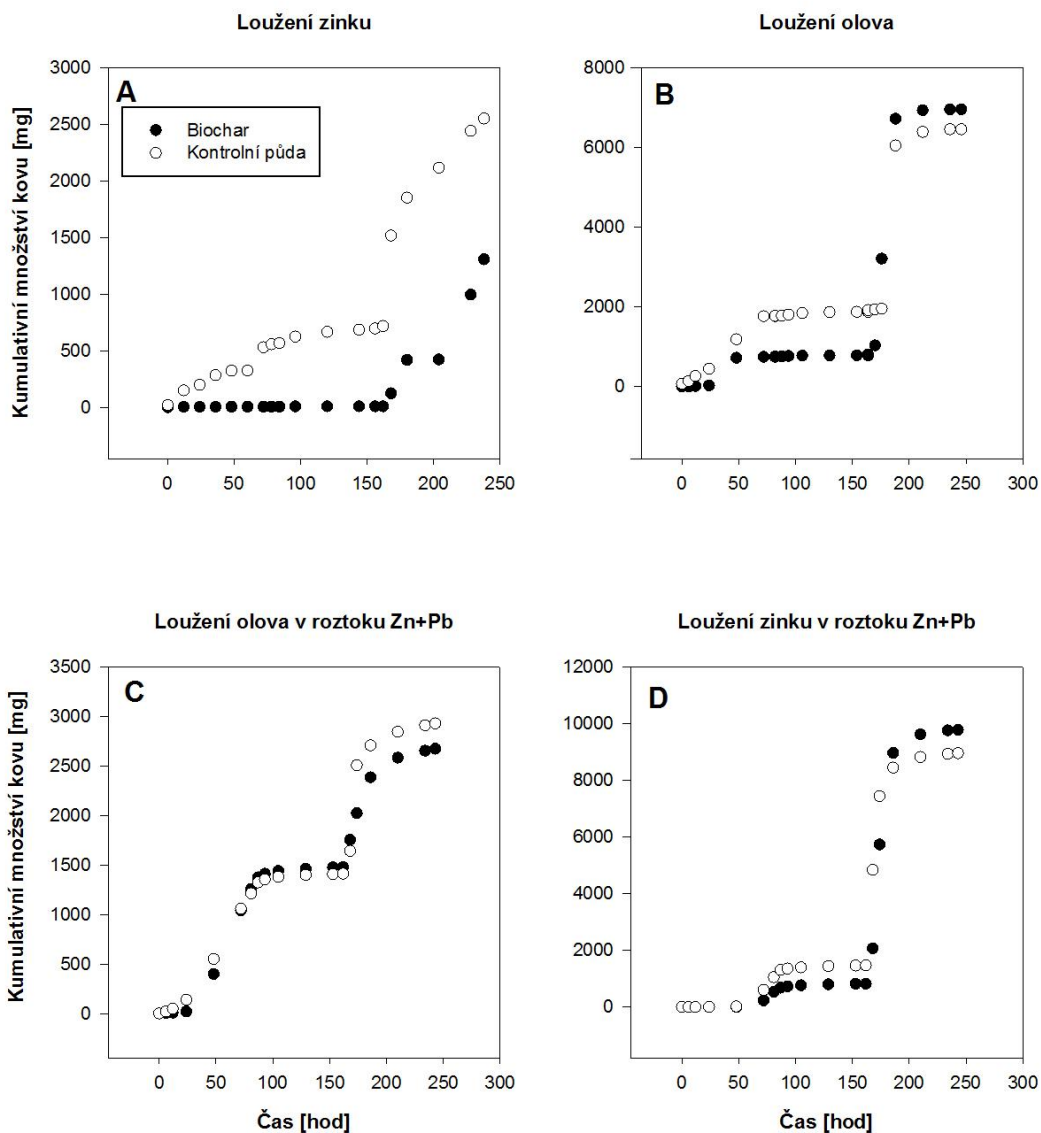 Loužení zinku
A
Biochar
Kontrolní půda
3000
2500
2000
1500
1000
500
0
0 50 100 150 200 250
Kumulativní množství kovu [mg]
Loužení olova
B
8000
6000
4000
2000
0
0 50 100 150 200 250 300
Loužení olova v roztoku Zn+Pb
C
3500
3000
2500
2000
1500
1000
500
0
0 50 100 150 200 250 300
Kumulativní množství kovu [mg]
Čas [hod]
Loužení zinku v roztoku Zn+Pb
D
12000
10000
8000
6000
4000
2000
0
0 50 100 150 200 250 300
Čas [hod]